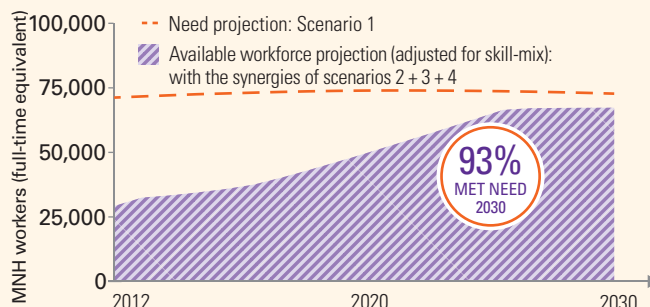 MNH workers (full-time equivalent)
100,000
75,000
50,000
25,000
0
Need projection: Scenario 1
Available workforce projection (adjusted for skill-mix):
with the synergies of scenarios 2 + 3 + 4
93%
MET NEED
2030
2012
2020
2030